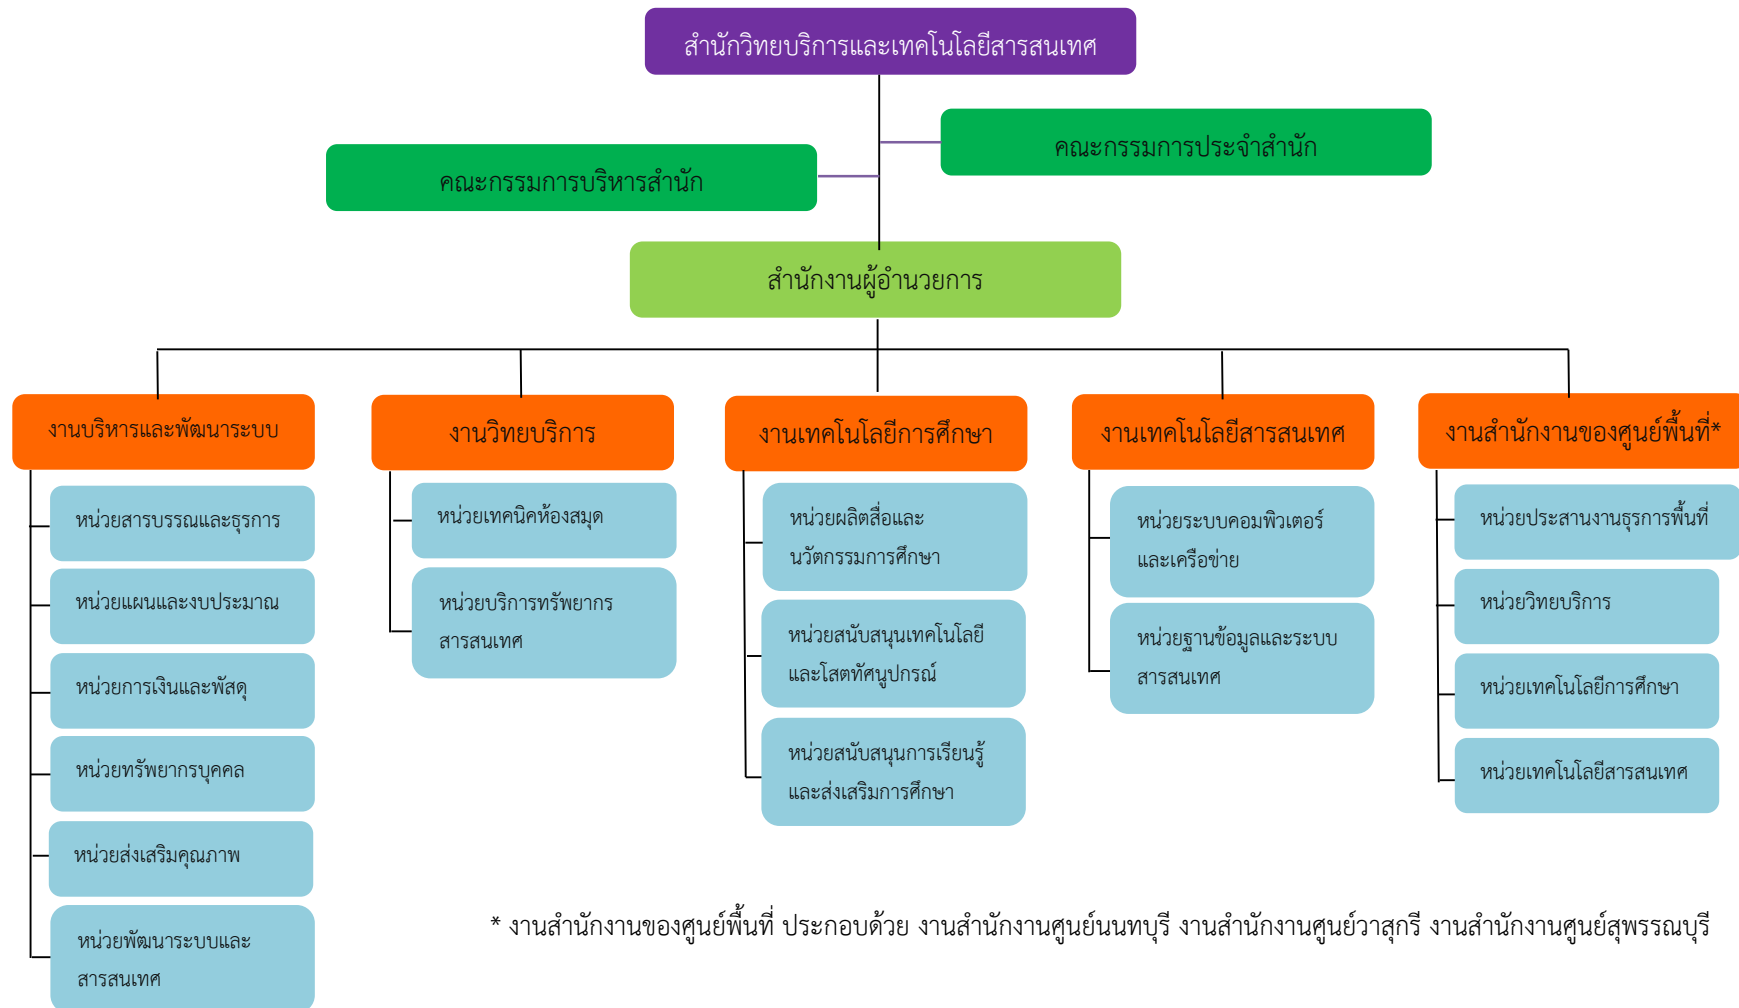 สำนักวิทยบริการและเทคโนโลยีสารสนเทศ
คณะกรรมการประจำสำนัก
คณะกรรมการบริหารสำนัก
สำนักงานผู้อำนวยการ
งานบริหารและพัฒนาระบบ
หน่วยสารบรรณและธุรการ
หน่วยแผนและงบประมาณ
หน่วยการเงินและพัสดุ
หน่วยทรัพยากรบุคคล
หน่วยส่งเสริมคุณภาพ
หน่วยพัฒนาระบบและ
สารสนเทศ
งานวิทยบริการ
หน่วยเทคนิคห้องสมุด
หน่วยบริการทรัพยากร
สารสนเทศ
งานเทคโนโลยีการศึกษา
หน่วยผลิตสื่อและ
นวัตกรรมการศึกษา
หน่วยสนับสนุนเทคโนโลยี
และโสตทัศนูปกรณ์
หน่วยสนับสนุนการเรียนรู้
และส่งเสริมการศึกษา
งานเทคโนโลยีสารสนเทศ
หน่วยระบบคอมพิวเตอร์
และเครือข่าย
หน่วยฐานข้อมูลและระบบ
สารสนเทศ
งานสำนักงานของศูนย์พื้นที่*
หน่วยประสานงานธุรการพื้นที่
หน่วยวิทยบริการ
หน่วยเทคโนโลยีการศึกษา
หน่วยเทคโนโลยีสารสนเทศ
* งานสำนักงานของศูนย์พื้นที่ ประกอบด้วย งานสำนักงานศูนย์นนทบุรี งานสำนักงานศูนย์วาสุกรี งานสำนักงานศูนย์สุพรรณบุรี